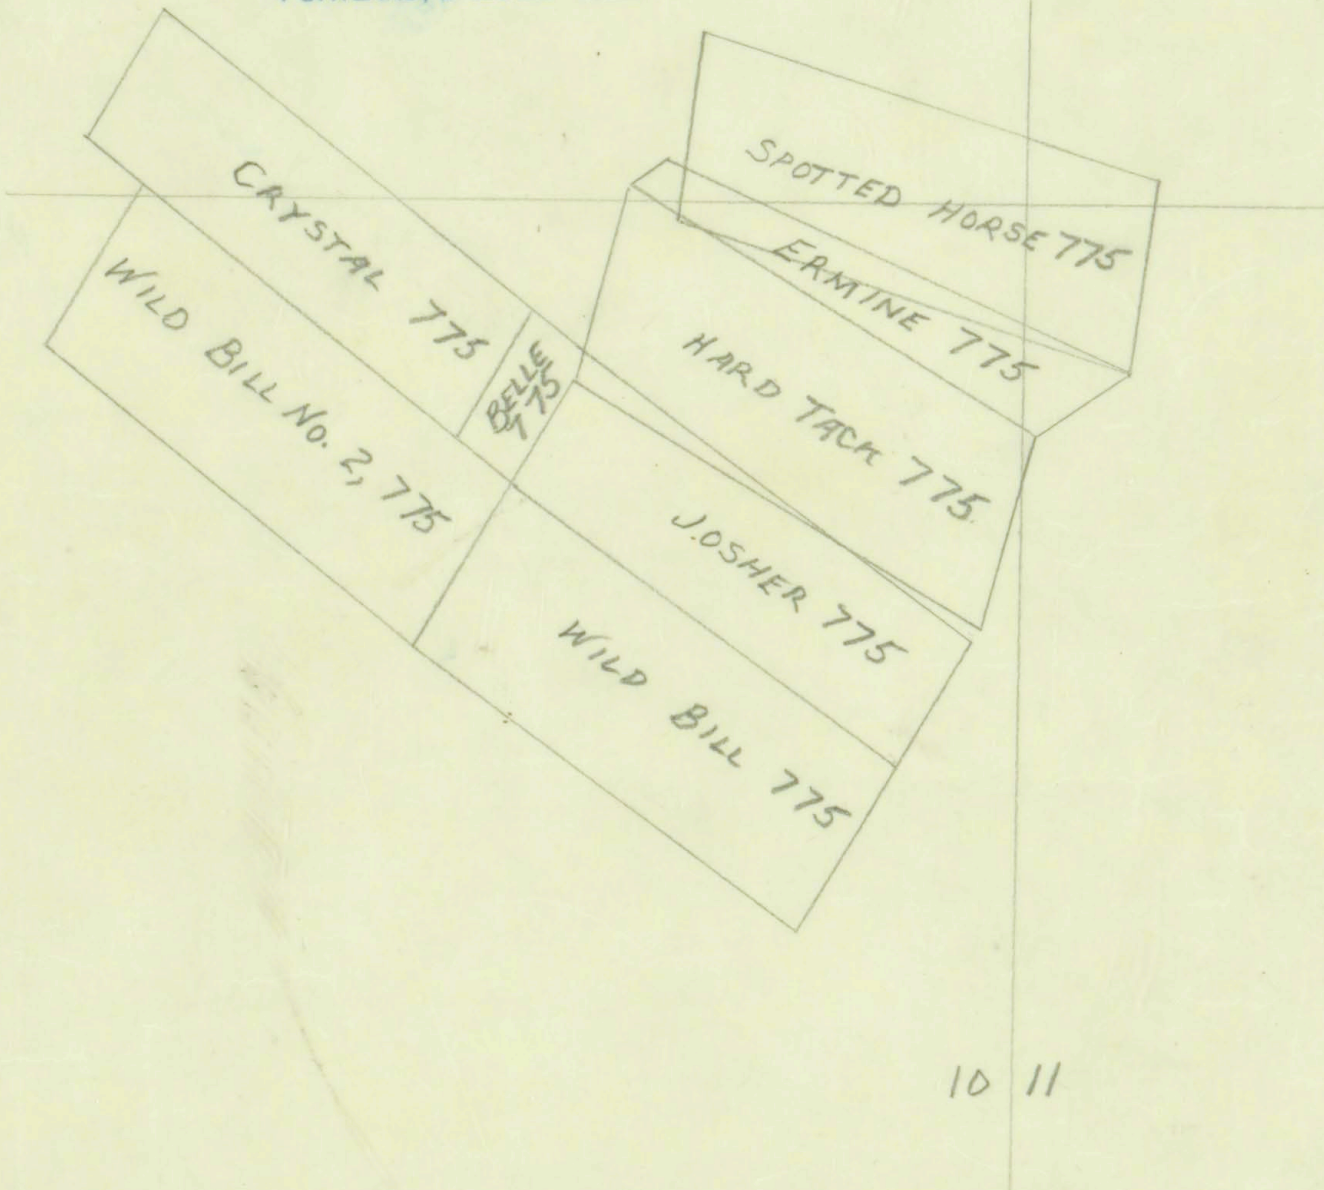 SPOTTED HORSE 775
CRYSTAL 775
ERMINE 775
WILD BILL No. 2, 775
BELLE
775
HARD TACK 775
J.OSHER 775
WILD BILL 775
10 11